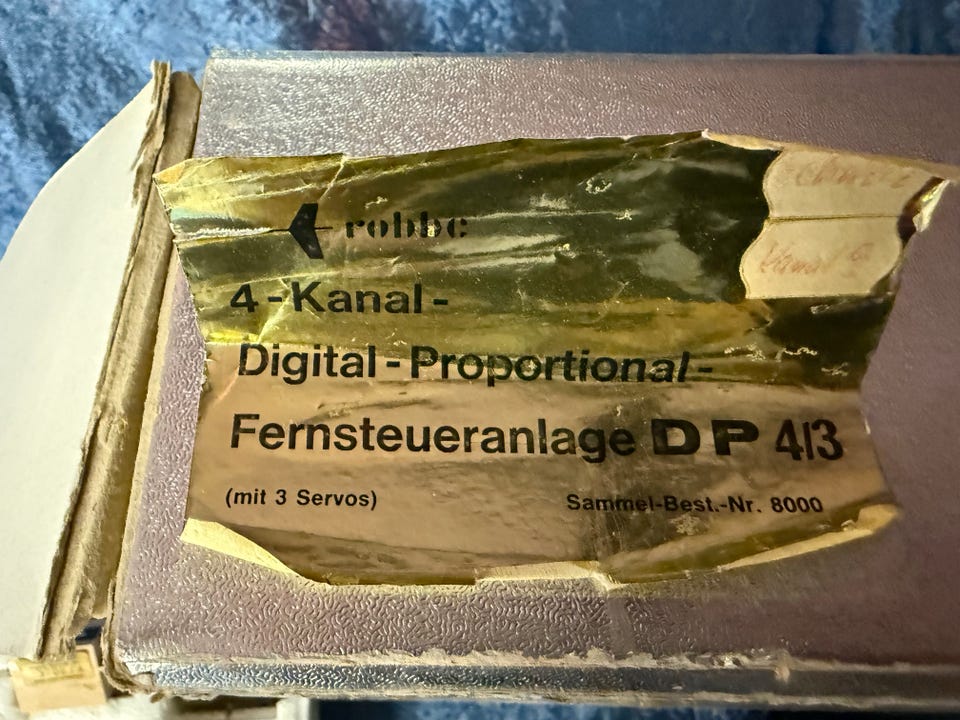 robbe
4-Kanal-
Digital-Proportional-
Fernsteueranlage DP 4/3
(mit 3 Servos)
Sammel-Best.-Nr. 8000